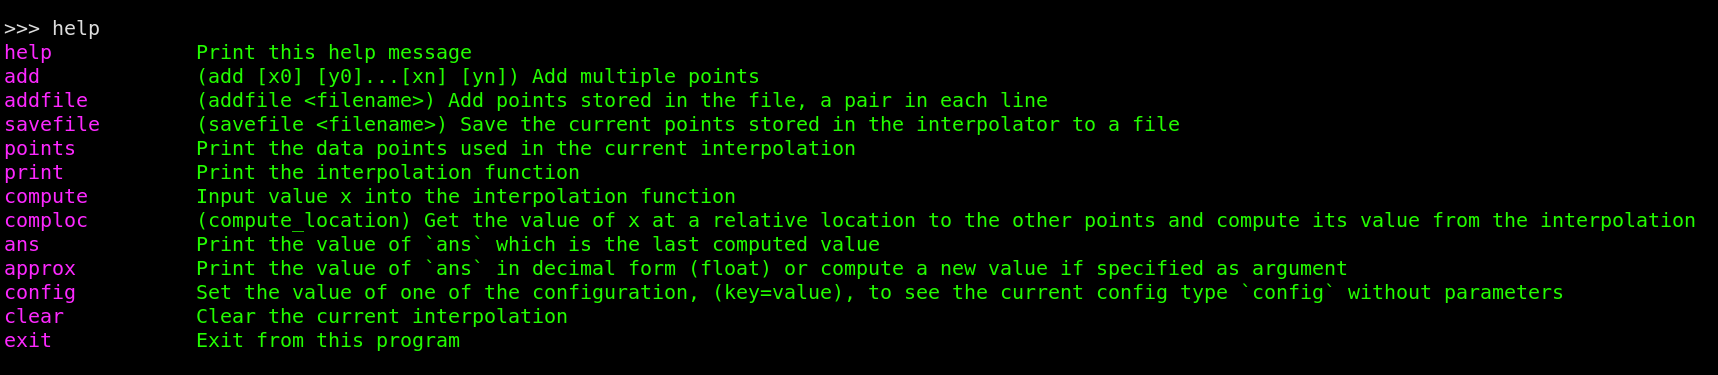 >>> help
help            Print this help message
add             (add [x0] [y0]...[xn] [yn]) Add multiple points
addfile         (addfile <filename>) Add points stored in the file, a pair in each line
savefile        (savefile <filename>) Save the current points stored in the interpolator to a file
points          Print the data points used in the current interpolation
print           Print the interpolation function
compute         Input value x into the interpolation function
comploc         (compute_location) Get the value of x at a relative location to the other points and compute its value from the interpolation
ans             Print the value of `ans` which is the last computed value
approx          Print the value of `ans` in decimal form (float) or compute a new value if specified as argument
config          Set the value of one of the configuration, (key=value), to see the current config type `config` without parameters
clear           Clear the current interpolation
exit            Exit from this program